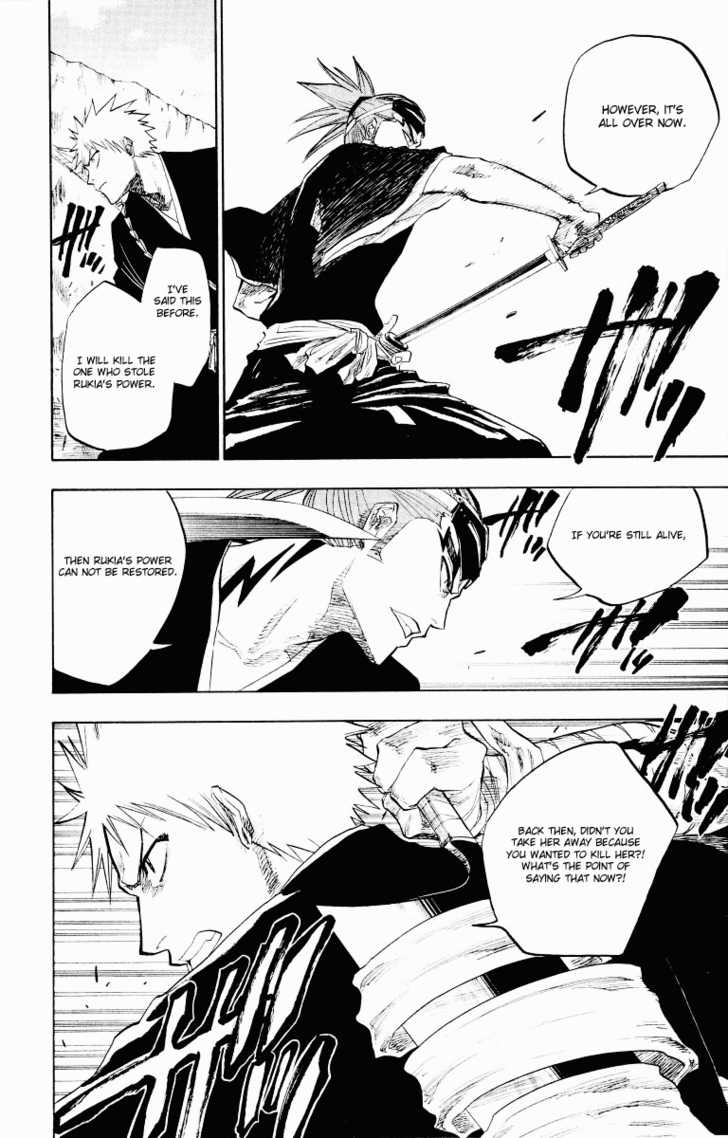 HOWEVER, IT'S
ALL OVER NOW.
I'VE
SAID THIS
BEFORE.
I WILL KILL THE
ONE WHO STOLE
RUKIA'S POWER.
IF YOU'RE STILL ALIVE,
THEN RUKIA'S POWER
CAN NOT BE RESTORED.
BACK THEN, DIDN'T YOU
TAKE HER AWAY BECAUSE
YOU WANTED TO KILL HER?!
WHAT'S THE POINT OF
SAYING THAT NOW?!